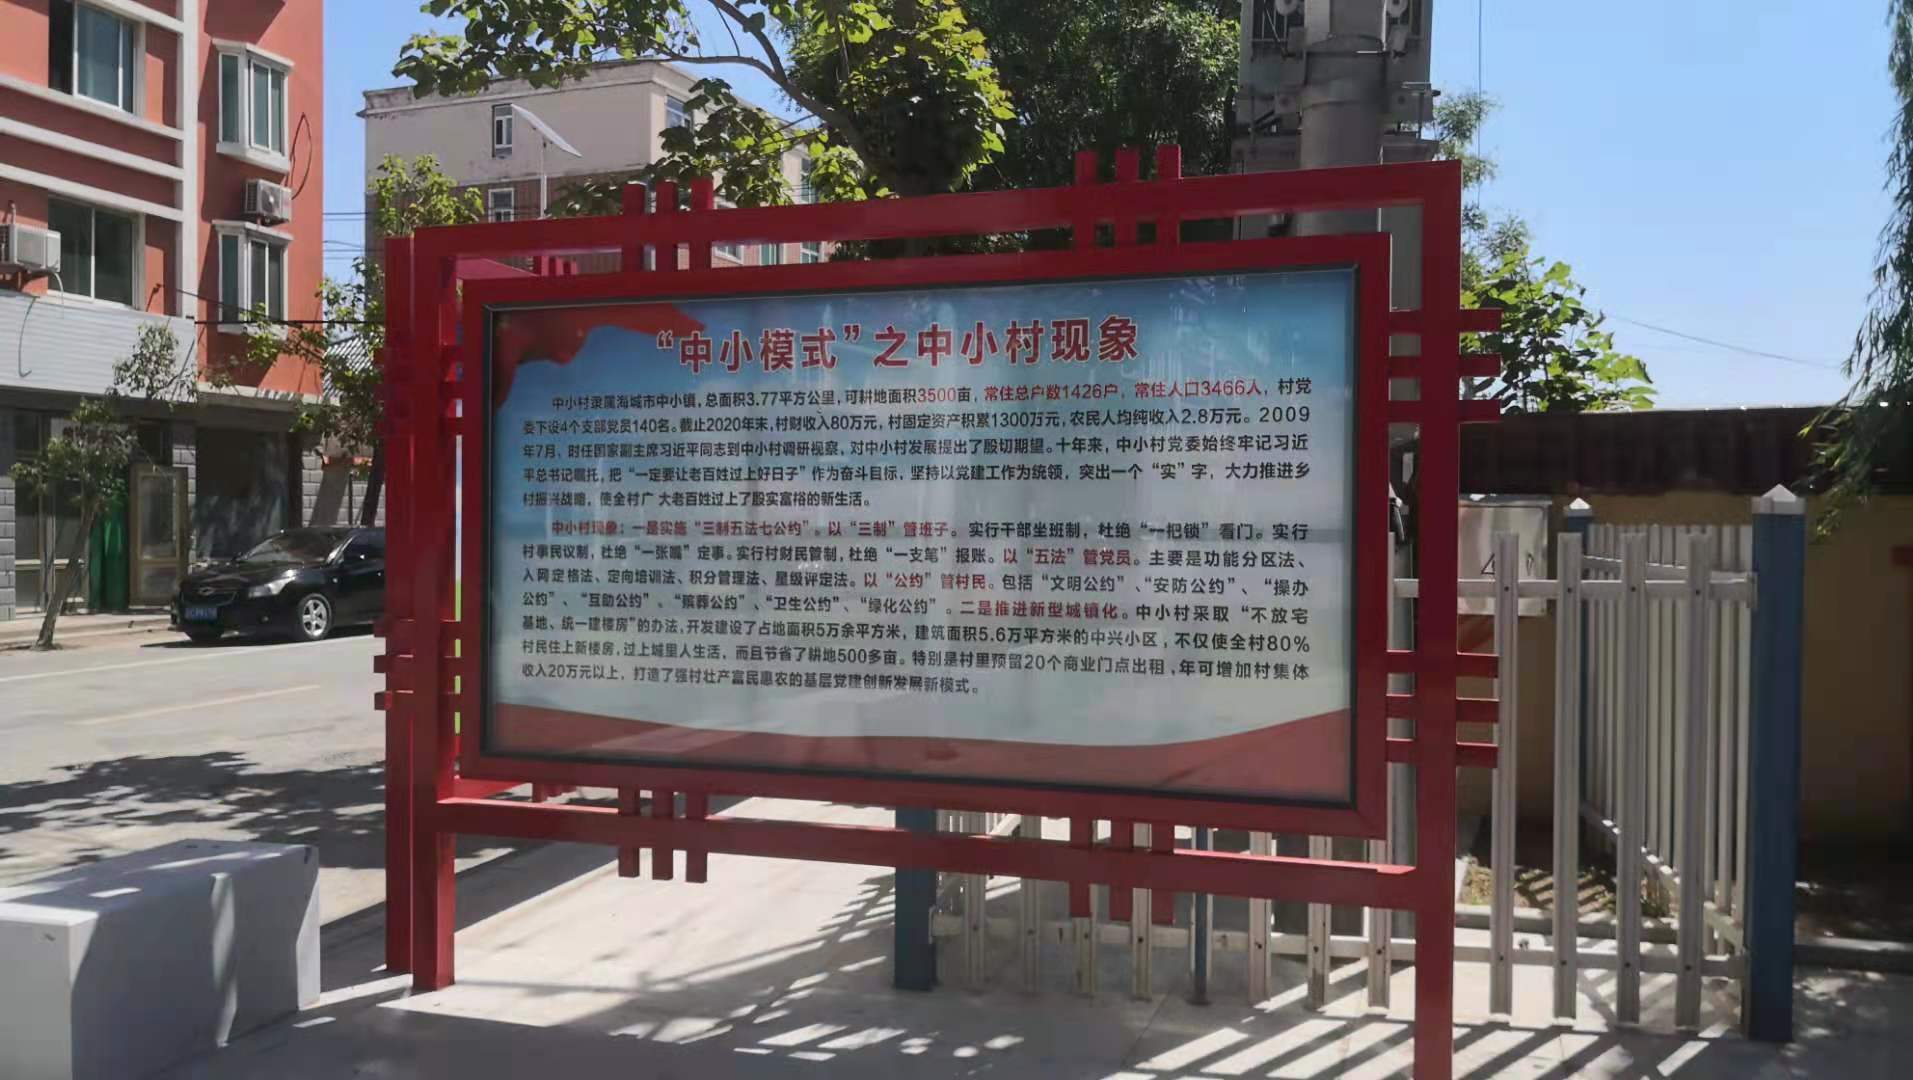 “中小模式”之中小村现象
中小村隶属海城市中小镇，总面积3.77平方公里，可耕地面积3500亩，常住总户数1426户，常住人口3466人，村党
委下设4个支部党员140名。截止2020年末，村财收入80万元，村固定资产积累1300万元，农民人均纯收入2.8万元。2009
年7月，时任国家副主席习近平同志到中小村调研视察，对中小村发展提出了殷切期望。十年来，中小村党委始终牢记习近
平总书记嘱托，把“一定要让老百姓过上好日子”作为奋斗目标，坚持以党建工作为统领，突出一个“实”字，大力推进乡
村振兴战略，使全村广 大老百姓过上了殷实富裕的新生活。
中小村现象：一是实施“三制五法七公约”。以“三制”管班子。实行干部坐班制，杜绝“一把锁”看门。实行
村事民议制，杜绝“一张嘴”定事。实行村财民管制，杜绝“一支笔”报账。以“五法”管党员。主要是功能分区法、
入网定格法、定向培训法、积分管理法、星级评定法。以“公约”管村民。包括“文明公约”、“安防公约”、“操办
公约”、“互助公约”、“殡葬公约”、“卫生公约”、“绿化公约”。二是推进新型城镇化。中小村采取“不放宅
基地、统一建楼房”的办法，开发建设了占地面积5万余平方米，建筑面积5.6万平方米的中兴小区，不仅使全村80%
村民住上新楼房，过上城里人生活，而且节省了耕地500多亩。特别是村里预留20个商业门点出租，年可增加村集体
收入20万元以上，打造了强村壮产富民惠农的基层党建创新发展新模式。